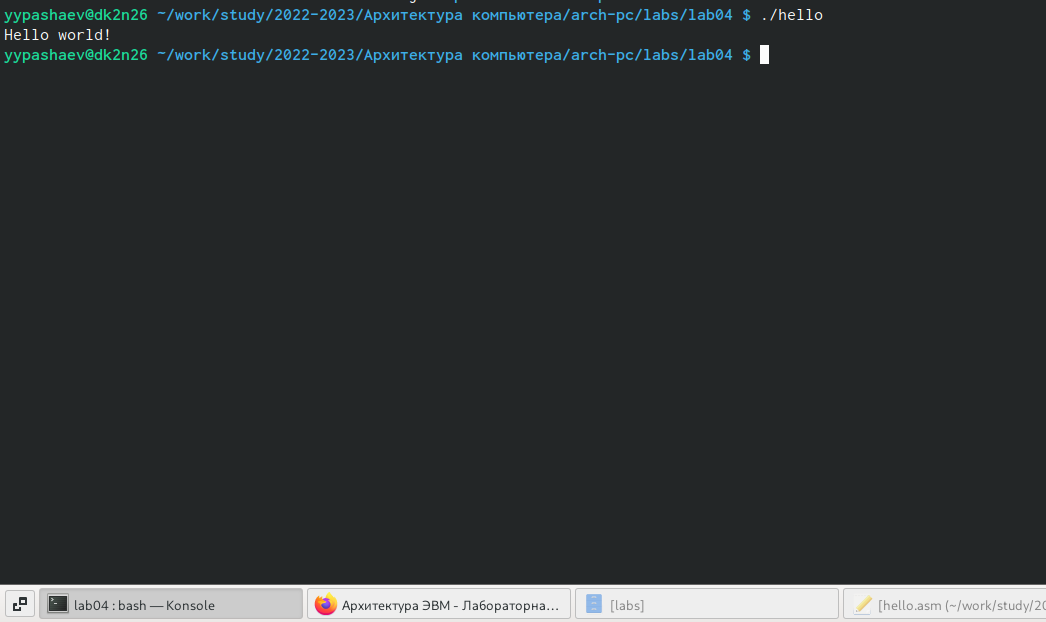 yypashaev@dk2n26 ~/work/study/2022-2023/Архитектура компьютера/arch-pc/labs/lab04 $ ./hello
Hello world!
yypashaev@dk2n26 ~/work/study/2022-2023/Архитектура компьютера/arch-pc/labs/lab04 $
lab04 : bash — Konsole
Архитектура ЭВМ - Лабораторна...
[labs]
[hello.asm (~/work/study/20